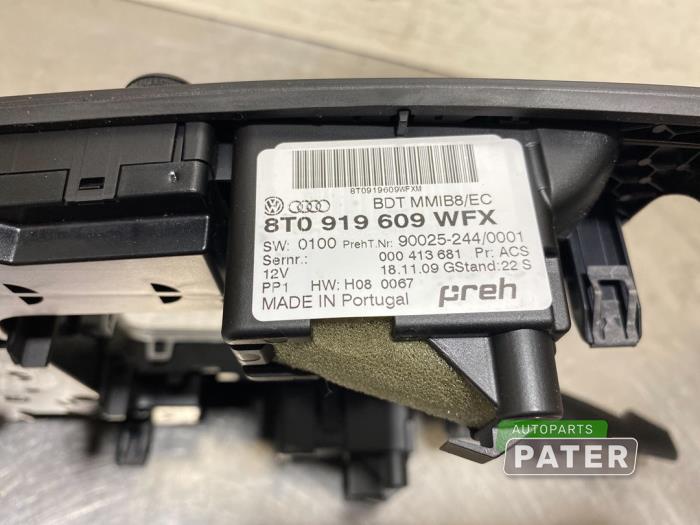 8T0919609WFXM
BDT MMIB8/EC
8T0 919 609 WFX
SW: 0100 PrehT.Nr: 90025-244/0001
Sernr.: 000 413 681 Pr: ACS
12V 18.11.09 GStand: 22 S
PP1 HW: H08 0067
MADE IN Portugal preh
AUTOPARTS
PATER